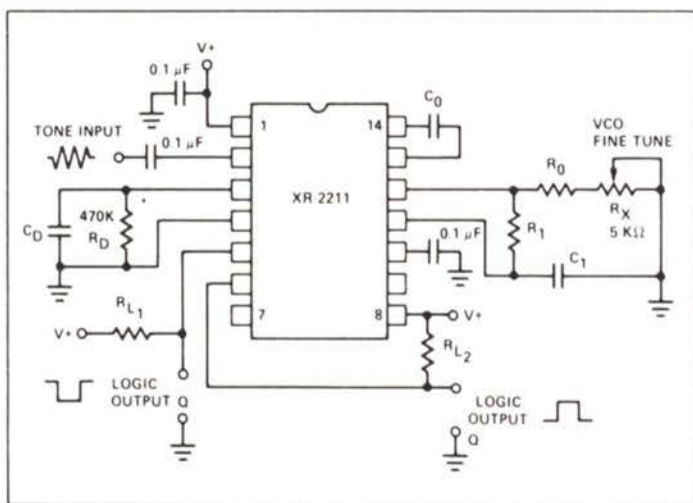 V+
0.1 µF
C0
1 14
TONE INPUT
0.1 µF
VCO
FINE TUNE
XR 2211
R0
RX
5 KΩ
470K
RD
CD
R1
C1
0.1 µF
RL1
V+
7 8
V+
RL2
LOGIC
OUTPUT Q
Q
LOGIC
OUTPUT